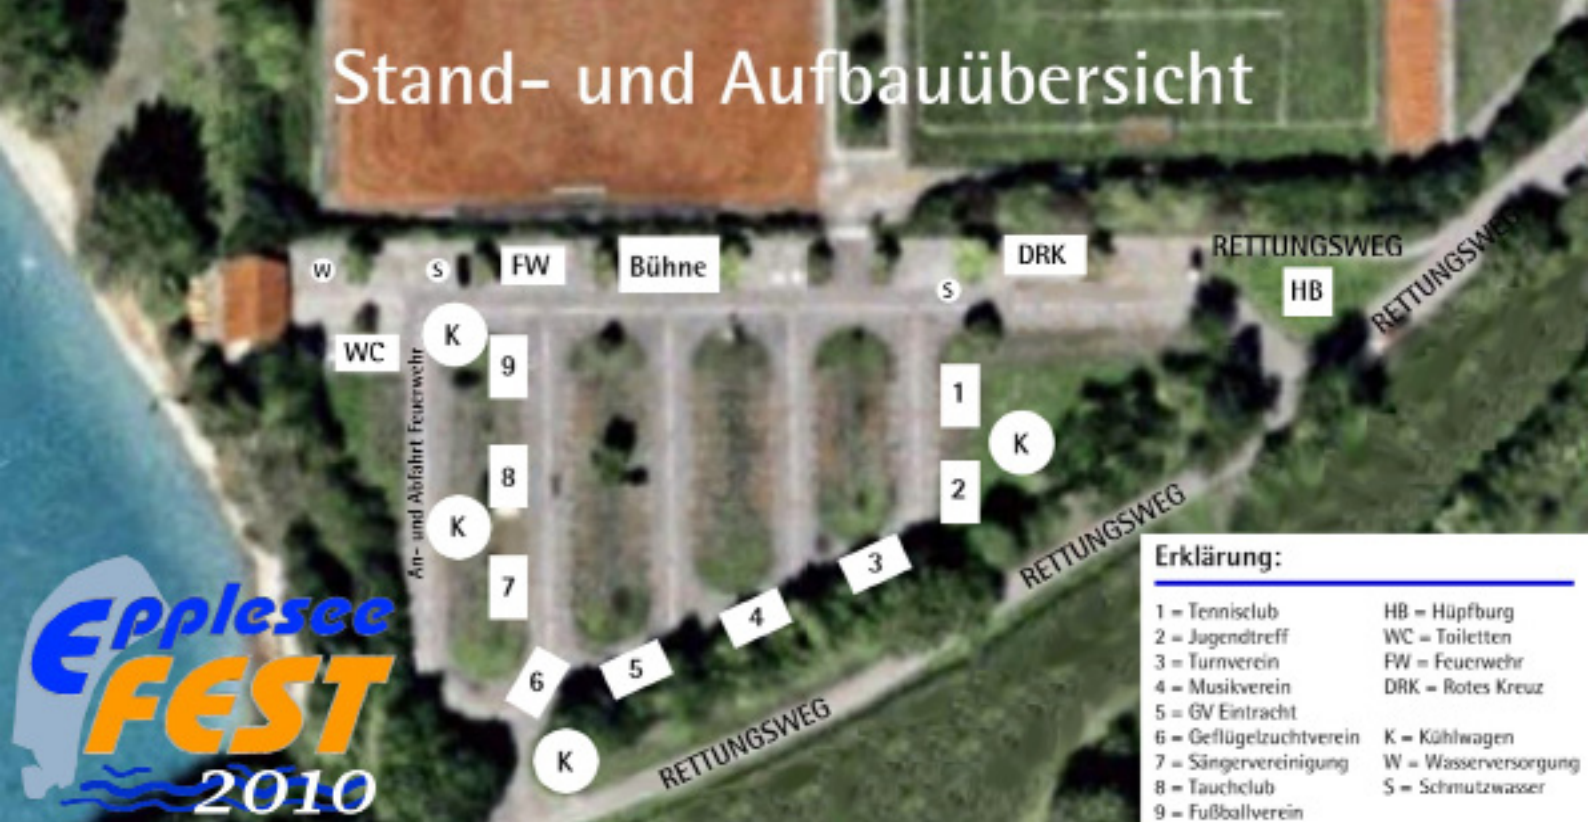 Stand- und Aufbauübersicht
RETTUNGSWEG
RETTUNGSWEG
DRK
FW
Bühne
W
S
S
HB
K
WC
9
1
An- und Abfahrt Feuerwehr
K
8
2
K
RETTUNGSWEG
3
7
4
5
6
K
RETTUNGSWEG
Epplesee
FEST
2010
Erklärung:
1 = Tennisclub
2 = Jugendtreff
3 = Turnverein
4 = Musikverein
5 = GV Eintracht
6 = Geflügelzuchtverein
7 = Sängervereinigung
8 = Tauchclub
9 = Fußballverein
HB = Hüpfburg
WC = Toiletten
FW = Feuerwehr
DRK = Rotes Kreuz
K = Kühlwagen
W = Wasserversorgung
S = Schmutzwasser